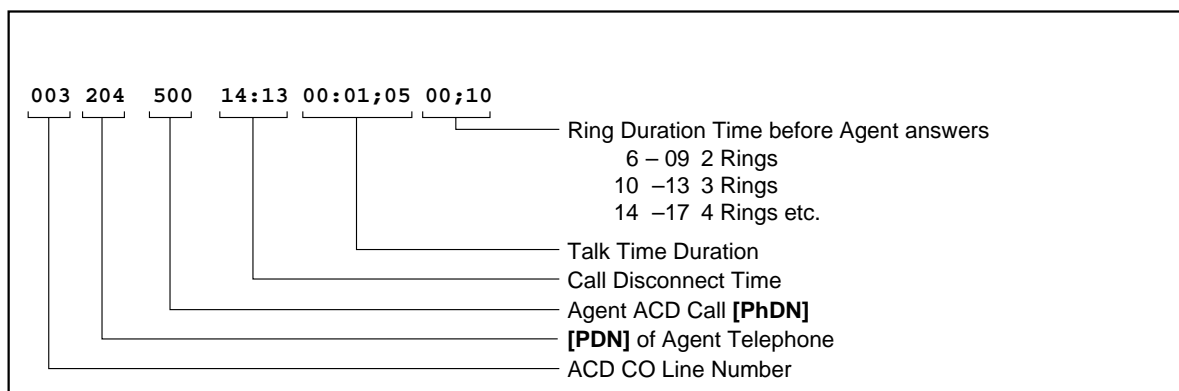 003 204 500 14:13 00:01;05 00;10
Ring Duration Time before Agent answers
6 – 09 2 Rings
10 –13 3 Rings
14 –17 4 Rings etc.
Talk Time Duration
Call Disconnect Time
Agent ACD Call [PhDN]
[PDN] of Agent Telephone
ACD CO Line Number